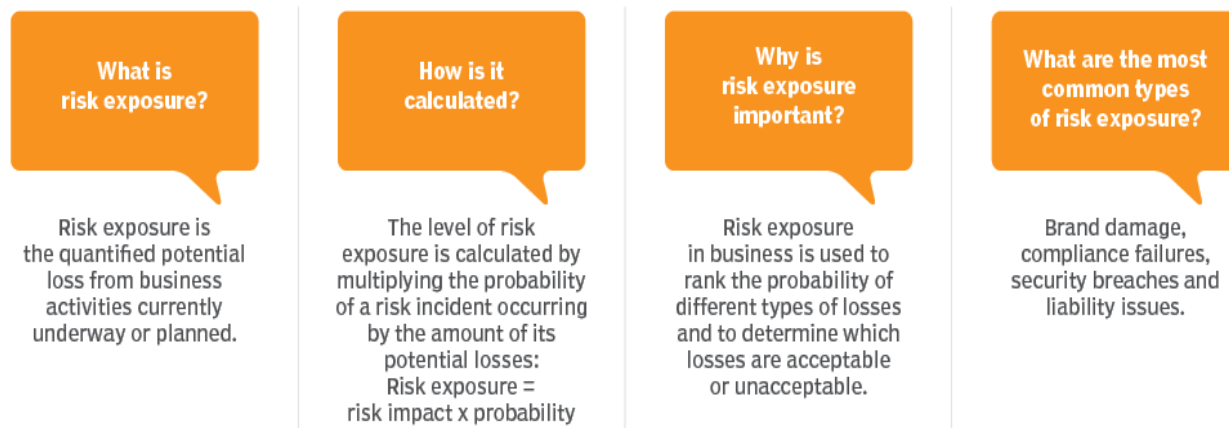 What is
risk exposure?
Risk exposure is
the quantified potential
loss from business
activities currently
underway or planned.
How is it
calculated?
The level of risk
exposure is calculated by
multiplying the probability
of a risk incident occurring
by the amount of its
potential losses:
Risk exposure =
risk impact x probability
Why is
risk exposure
important?
Risk exposure
in business is used to
rank the probability of
different types of losses
and to determine which
losses are acceptable
or unacceptable.
What are the most
common types
of risk exposure?
Brand damage,
compliance failures,
security breaches and
liability issues.